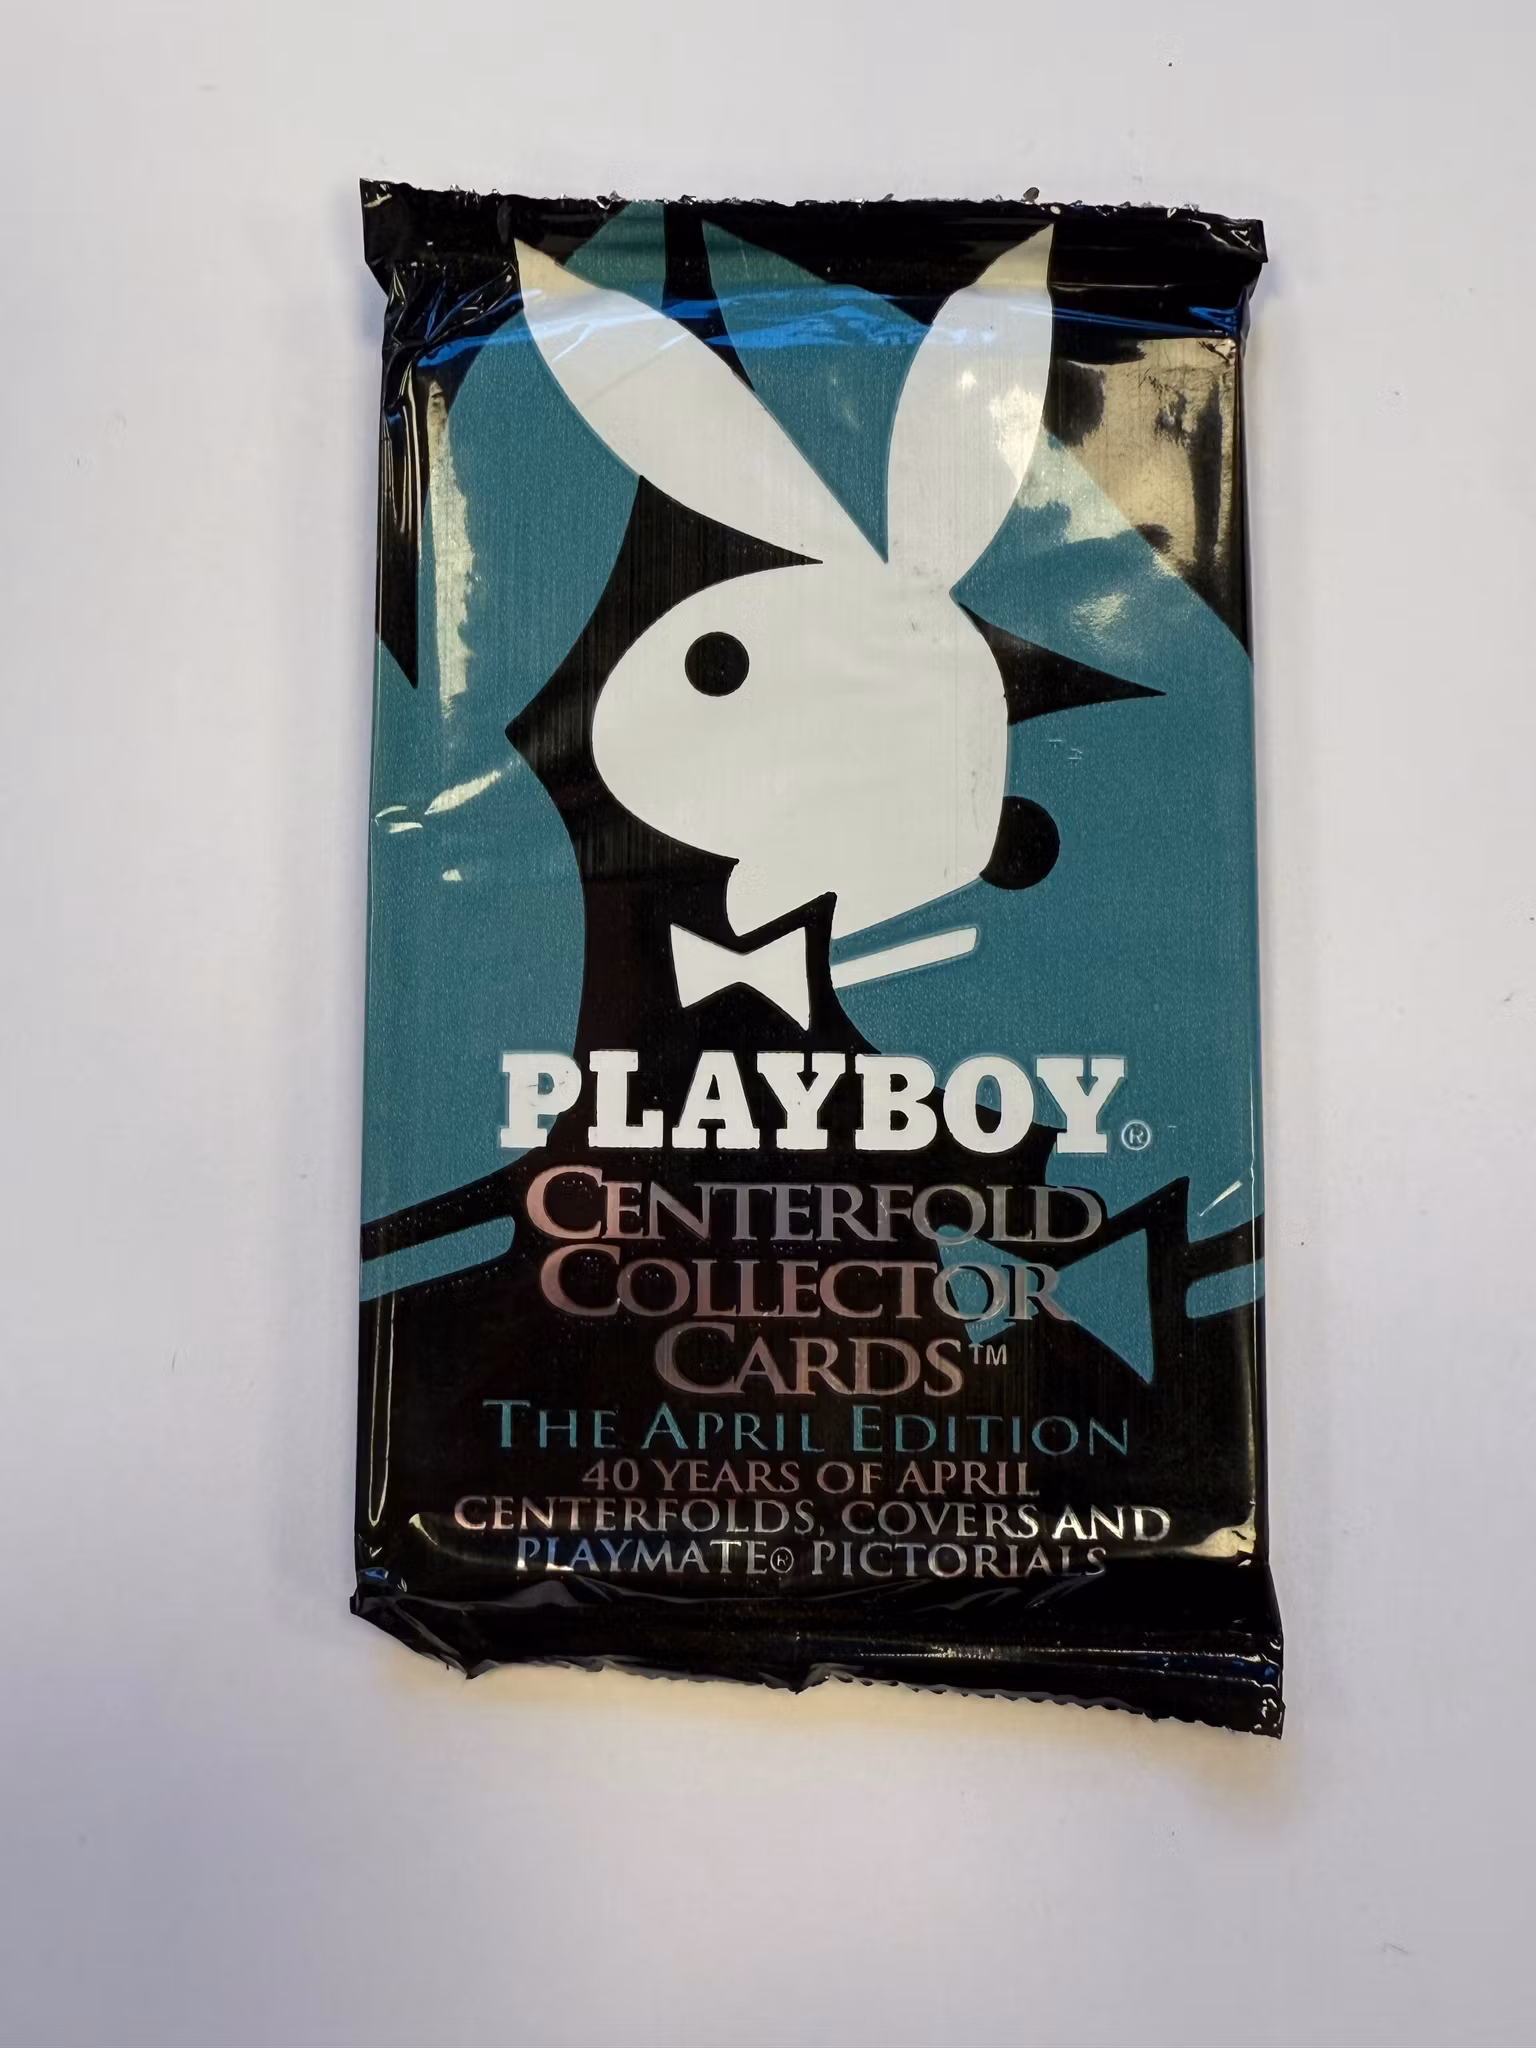 PLAYBOY®
CENTERFOLD
COLLECTOR
CARDS™
THE APRIL EDITION
40 YEARS OF APRIL
CENTERFOLDS, COVERS AND
PLAYMATE® PICTORIALS